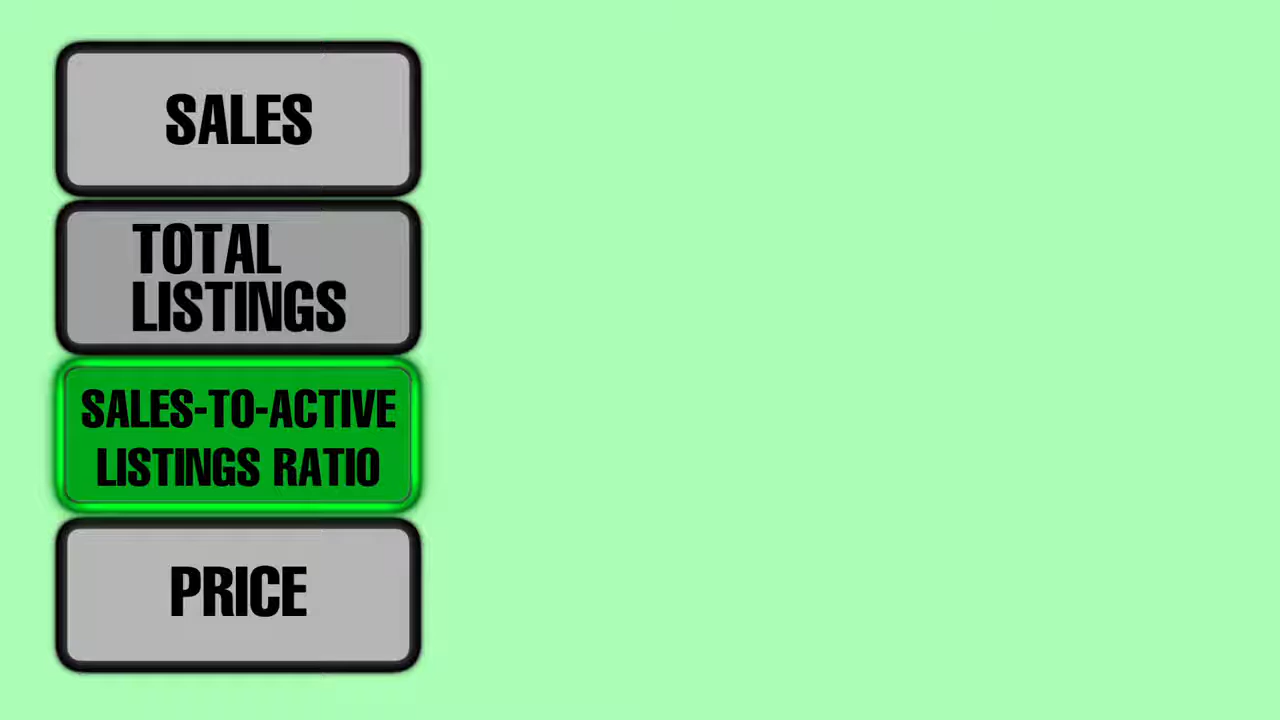 SALES
TOTAL
LISTINGS
SALES-TO-ACTIVE
LISTINGS RATIO
PRICE